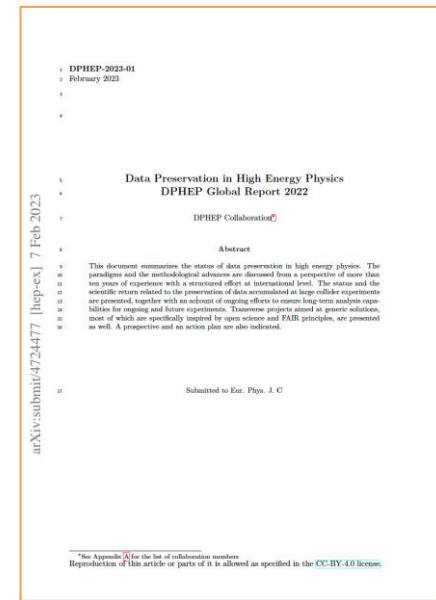 1 DPHEP-2023-01
2 February 2023
3
4
5 Data Preservation in High Energy Physics
6 DPHEP Global Report 2022
7 DPHEP Collaboration*
8 Abstract
9 This document summarizes the status of data preservation in high energy physics. The
10 paradigms and the methodological advances are discussed from a perspective of more than
11 ten years of experience with a structured effort at international level. The status and the
12 scientific return related to the preservation of data accumulated at large collider experiments
13 are presented, together with an account of ongoing efforts to ensure long-term analysis capa-
14 bilities for ongoing and future experiments. Transverse projects aimed at generic solutions,
15 most of which are specifically inspired by open science and FAIR principles, are presented
16 as well. A prospective and an action plan are also indicated.
17 Submitted to Eur. Phys. J. C
arXiv:submit/4724477 [hep-ex] 7 Feb 2023
*See Appendix A for the list of collaboration members
Reproduction of this article or parts of it is allowed as specified in the CC-BY-4.0 license.